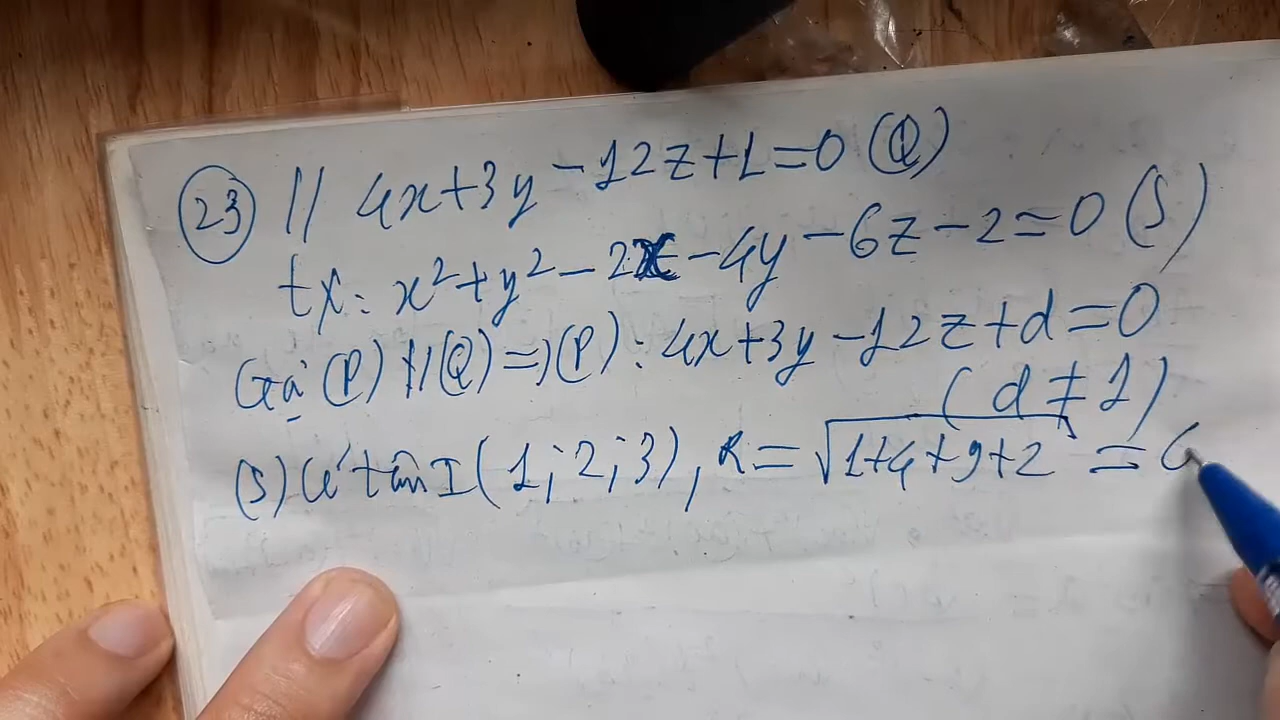 23 // 4x+3y-12z+1=0 (Q)
tx: x²+y²-2x-4y-6z-2=0 (S)
Gọi (P) // (Q) => (P): 4x+3y-12z+d=0
(d≠1)
(S) có tâm I(1;2;3), R=√1+4+9+2 =